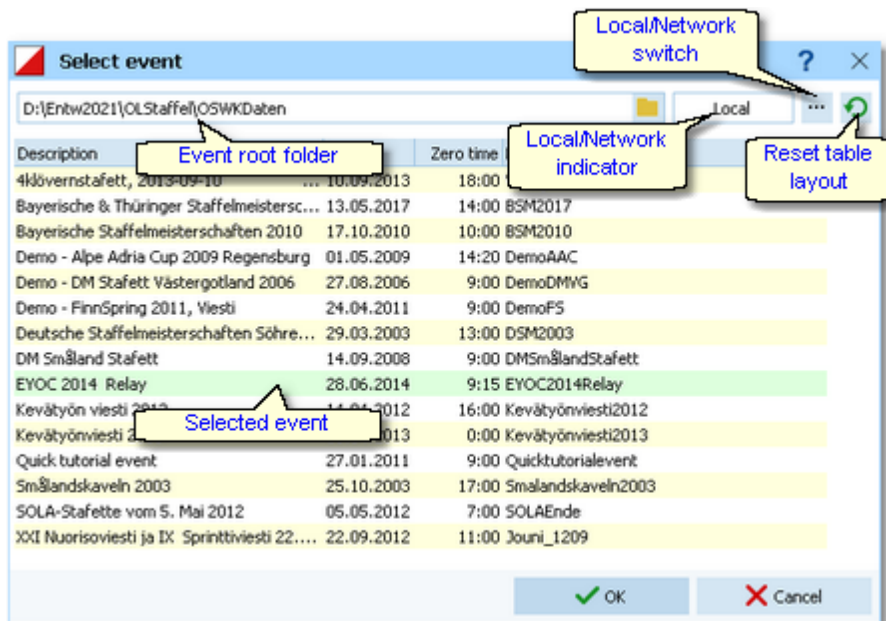 Local/Network
switch
Select event
?
D:\Entw2021\OLStaffel\OSWKDaten
Local
...
Event root folder
Local/Network
indicator
Reset table
layout
Description Zero time
4klövernstafett, 2013-09-10 ... 10.09.2013 18:00
Bayerische & Thüringer Staffelmeistersc... 13.05.2017 14:00 BSM2017
Bayerische Staffelmeisterschaften 2010 17.10.2010 10:00 BSM2010
Demo - Alpe Adria Cup 2009 Regensburg 01.05.2009 14:20 DemoAAC
Demo - DM Stafett Västergotland 2006 27.08.2006 9:00 DemoDMVG
Demo - FinnSpring 2011, Viesti 24.04.2011 9:00 DemoFS
Deutsche Staffelmeisterschaften Söhre... 29.03.2003 13:00 DSM2003
DM Småland Stafett 14.09.2008 9:00 DMSmålandStafett
EYOC 2014 Relay 28.06.2014 9:15 EYOC2014Relay
Kevätyön viesti 2012 .2012 16:00 Kevätyönviesti2012
Selected event
Kevätyönviesti 2 2013 0:00 Kevätyönviesti2013
Quick tutorial event 27.01.2011 9:00 Quicktutorialevent
Smålandskaveln 2003 25.10.2003 17:00 Smalandskaveln2003
SOLA-Stafette vom 5. Mai 2012 05.05.2012 7:00 SOLAEnde
XXI Nuorisoviesti ja IX Sprinttiviesti 22.... 22.09.2012 11:00 Jouni_1209
OK
Cancel